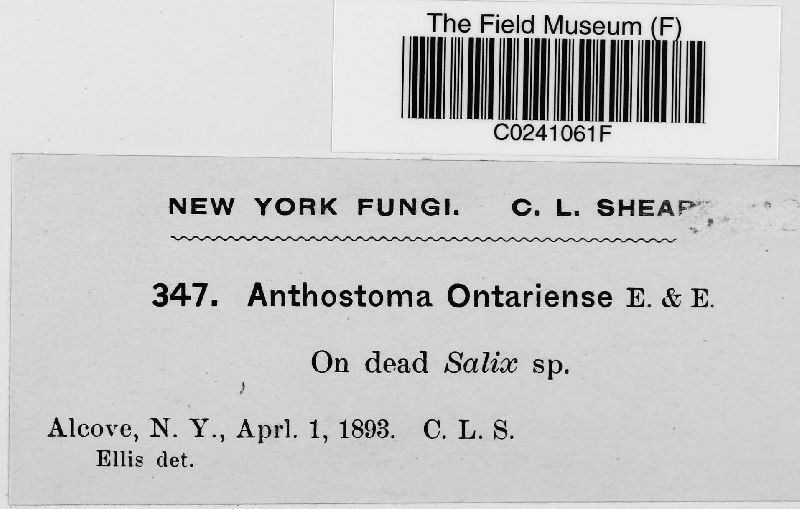 The Field Museum (F)
C0241061F
NEW YORK FUNGI. C. L.
347. Anthostoma Ontariense E. & E.
On dead Salix sp.
Alcove, N. Y., Aprl. 1, 1893. C. L. S.
Ellis det.